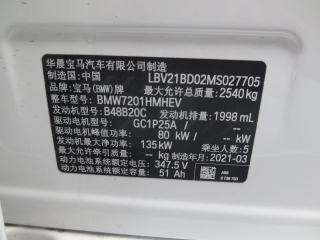 华晨宝马汽车有限公司制造
制造国:中国 LBV21BD02MS027705
最大允许总质量: 2540 kg
品牌: 宝马(BMW)牌
整车型号: BMW7201HMHEV
发动机型号: B48B20C 发动机排量: 1998 mL
驱动电机型号: GC1P25A / --
驱动电机峰值功率: 80 kW / -- kW
发动机最大净功率: 135 kW 乘坐人数: 5
动力电池系统额定电压: 347.5 V 制造年月: 2021-03
动力电池系统额定容量: 51 Ah